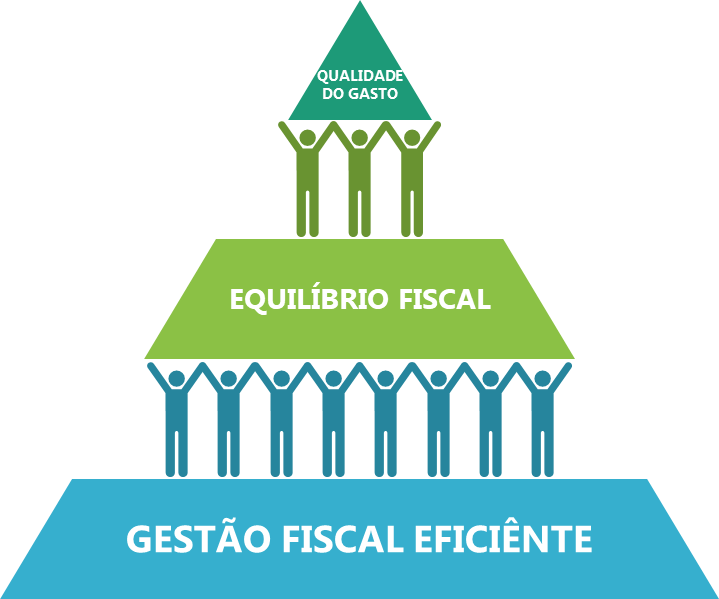 QUALIDADE
DO GASTO
EQUILÍBRIO FISCAL
GESTÃO FISCAL EFICIÊNTE